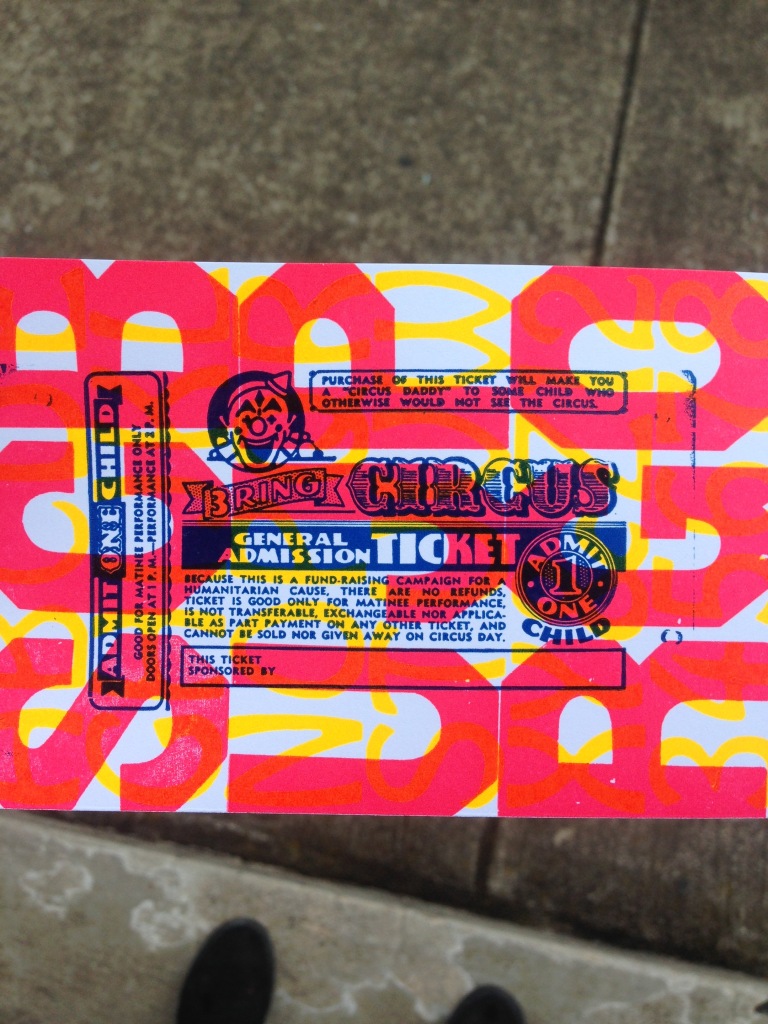 ADMIT ONE CHILD
GOOD FOR MATINEE PERFORMANCE ONLY
DOORS OPEN AT 1 P.M.—PERFORMANCE AT 2 P.M.
PURCHASE OF THIS TICKET WILL MAKE YOU
A "CIRCUS DADDY" TO SOME CHILD WHO
OTHERWISE WOULD NOT SEE THE CIRCUS.
3 RING CIRCUS
GENERAL
ADMISSION TICKET
ADMIT
1
ONE
CHILD
BECAUSE THIS IS A FUND-RAISING CAMPAIGN FOR A
HUMANITARIAN CAUSE, THERE ARE NO REFUNDS,
TICKET IS GOOD ONLY FOR MATINEE PERFORMANCE,
IS NOT TRANSFERABLE, EXCHANGEABLE NOR APPLICA-
BLE AS PART PAYMENT ON ANY OTHER TICKET, AND
CANNOT BE SOLD NOR GIVEN AWAY ON CIRCUS DAY.
THIS TICKET
SPONSORED BY